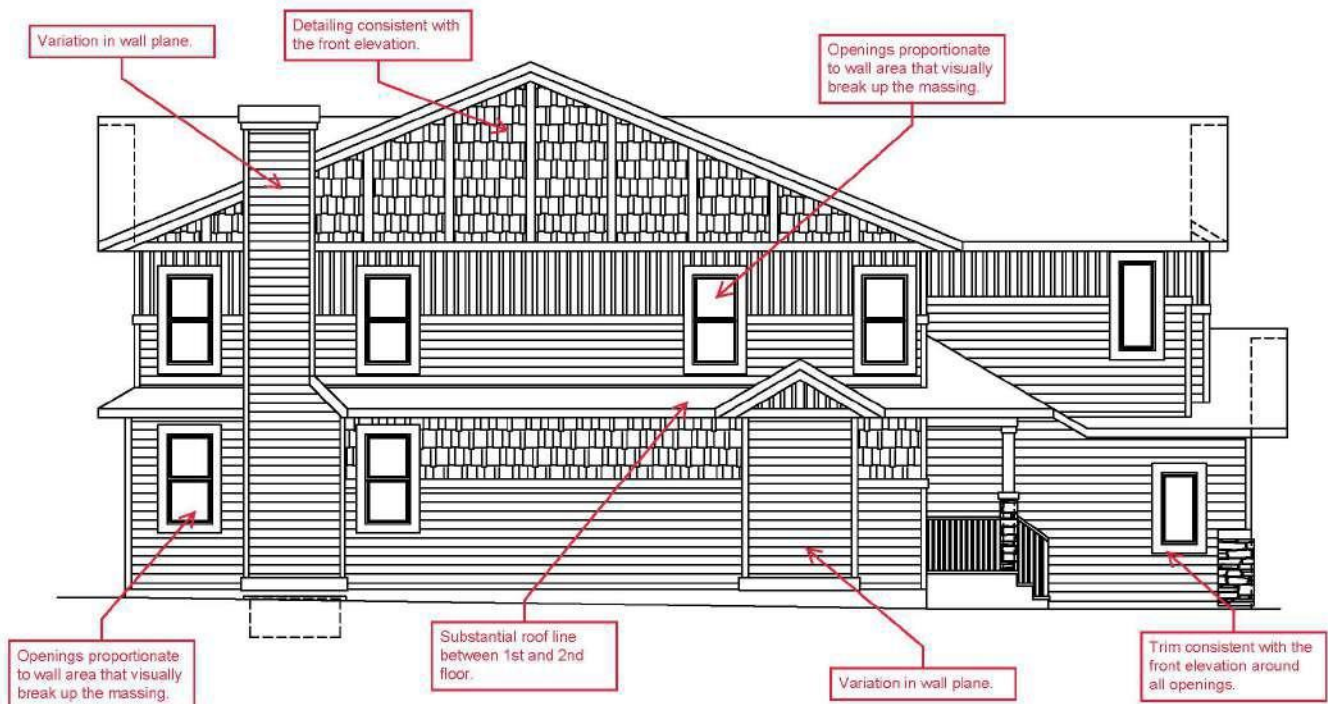 Variation in wall plane.
Detailing consistent with
the front elevation.
Openings proportionate
to wall area that visually
break up the massing.
Openings proportionate
to wall area that visually
break up the massing.
Substantial roof line
between 1st and 2nd
floor.
Variation in wall plane.
Trim consistent with the
front elevation around
all openings.